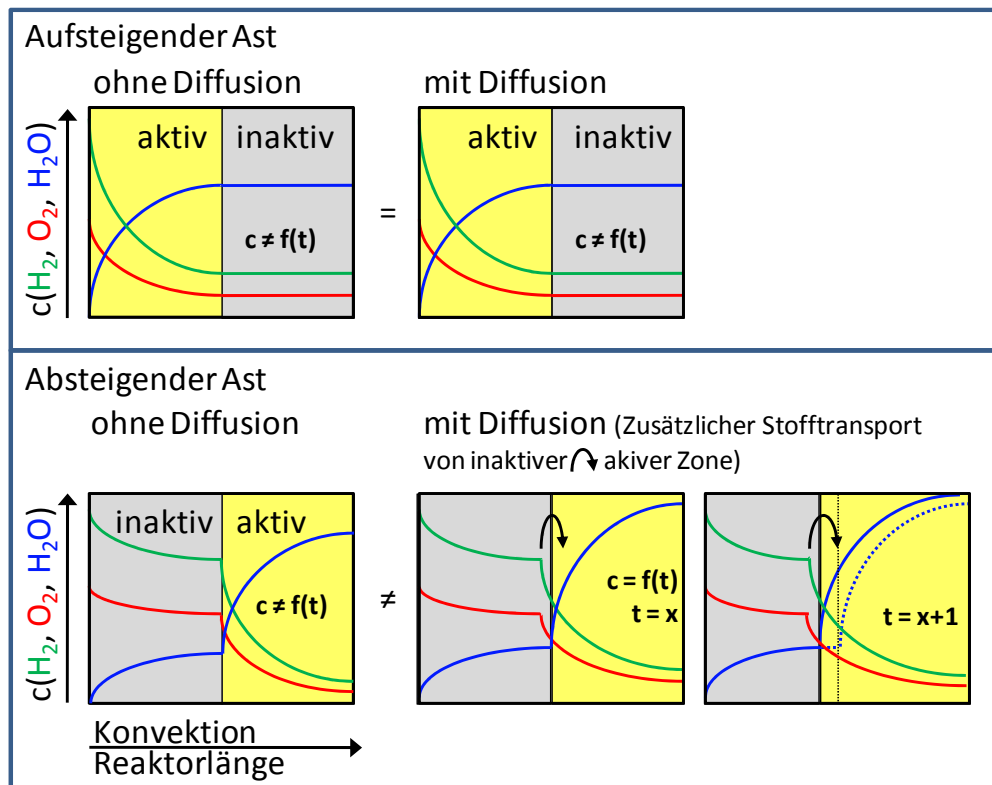 Aufsteigender Ast
ohne Diffusion
mit Diffusion
c(H₂, O₂, H₂O)
aktiv
inaktiv
c ≠ f(t)
=
aktiv
inaktiv
c ≠ f(t)
Absteigender Ast
ohne Diffusion
mit Diffusion (Zusätzlicher Stofftransport
von inaktiver akiver Zone)
c(H₂, O₂, H₂O)
inaktiv
aktiv
c ≠ f(t)
≠
c = f(t)
t = x
t = x+1
Konvektion
Reaktorlänge